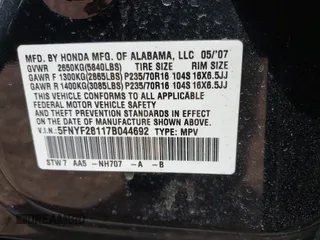 MFD. BY HONDA MFG. OF ALABAMA, LLC 05/'07
GVWR 2650KG(5840LBS) TIRE SIZE RIM SIZE
GAWR F 1300KG(2865LBS)P235/70R16 104S 16X6.5JJ
GAWR R 1400KG(3085LBS)P235/70R16 104S 16X6.5JJ
THIS VEHICLE CONFORMS TO ALL APPLICABLE
FEDERAL MOTOR VEHICLE SAFETY AND THEFT
PREVENTION STANDARDS IN EFFECT ON THE
DATE OF MANUFACTURE SHOWN ABOVE.
V.I.N.: 5FNYF28117B044692 TYPE: MPV
STW7 AA5 -NH707 -A -B